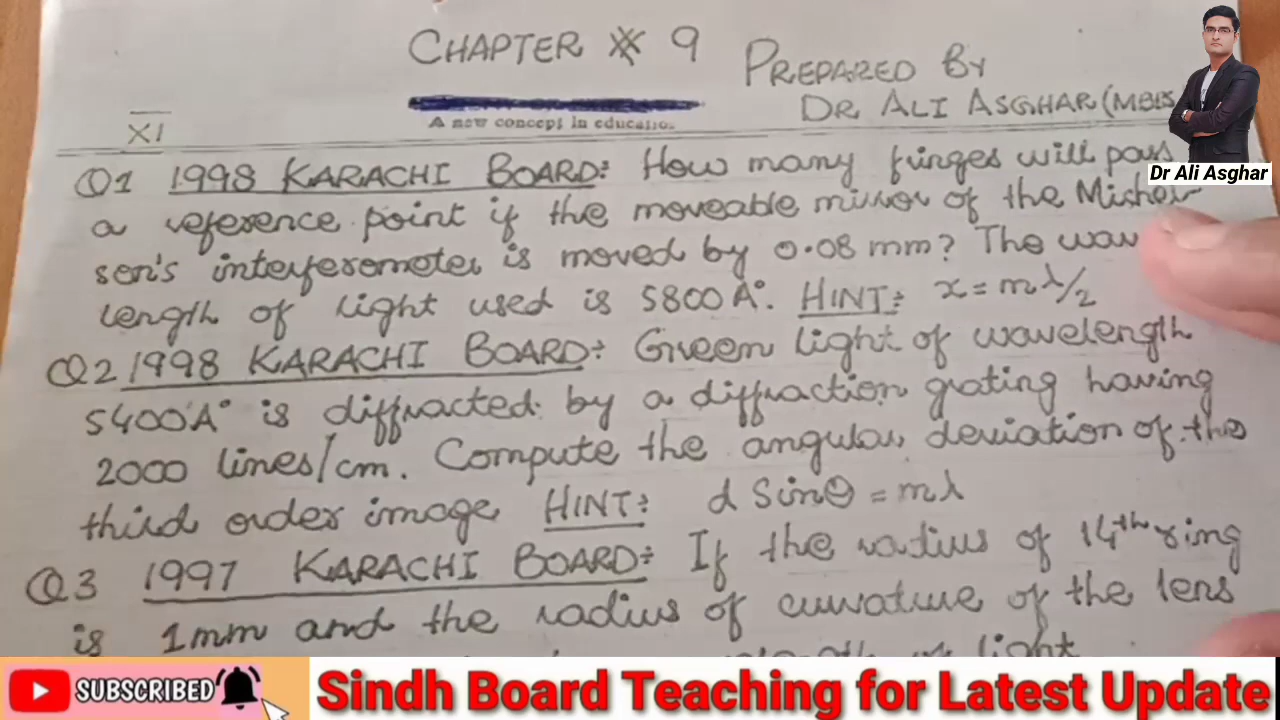 CHAPTER # 9
PREPARED BY
DR ALI ASGHAR (MBBS
A new concept in education.
XI
Dr Ali Asghar
Q1 1998 KARACHI BOARD: How many fringes will pass
a reference point if the moveable mirror of the Michel
son's interferometer is moved by 0.08 mm? The wav
length of light used is 5800 A°. HINT: x = mλ/2
Q2 1998 KARACHI BOARD: Green light of wavelength
5400A° is diffracted by a diffraction grating having
2000 lines/cm. Compute the angular deviation of the
third order image HINT: d Sinθ = mλ
Q3 1997 KARACHI BOARD: If the radius of 14th ring
is 1mm and the radius of curvature of the lens
of light
SUBSCRIBED
Sindh Board Teaching for Latest Update